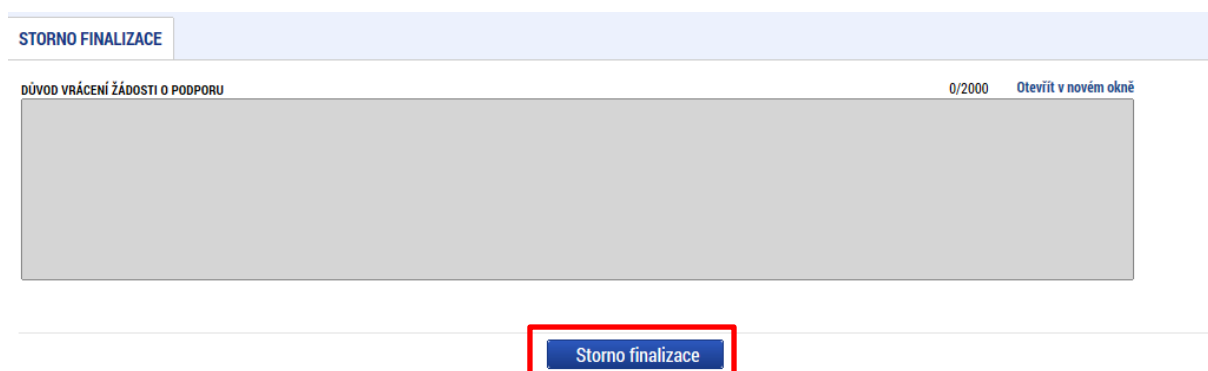 STORNO FINALIZACE
DŮVOD VRÁCENÍ ŽÁDOSTI O PODPORU 0/2000 Otevřít v novém okně
Storno finalizace